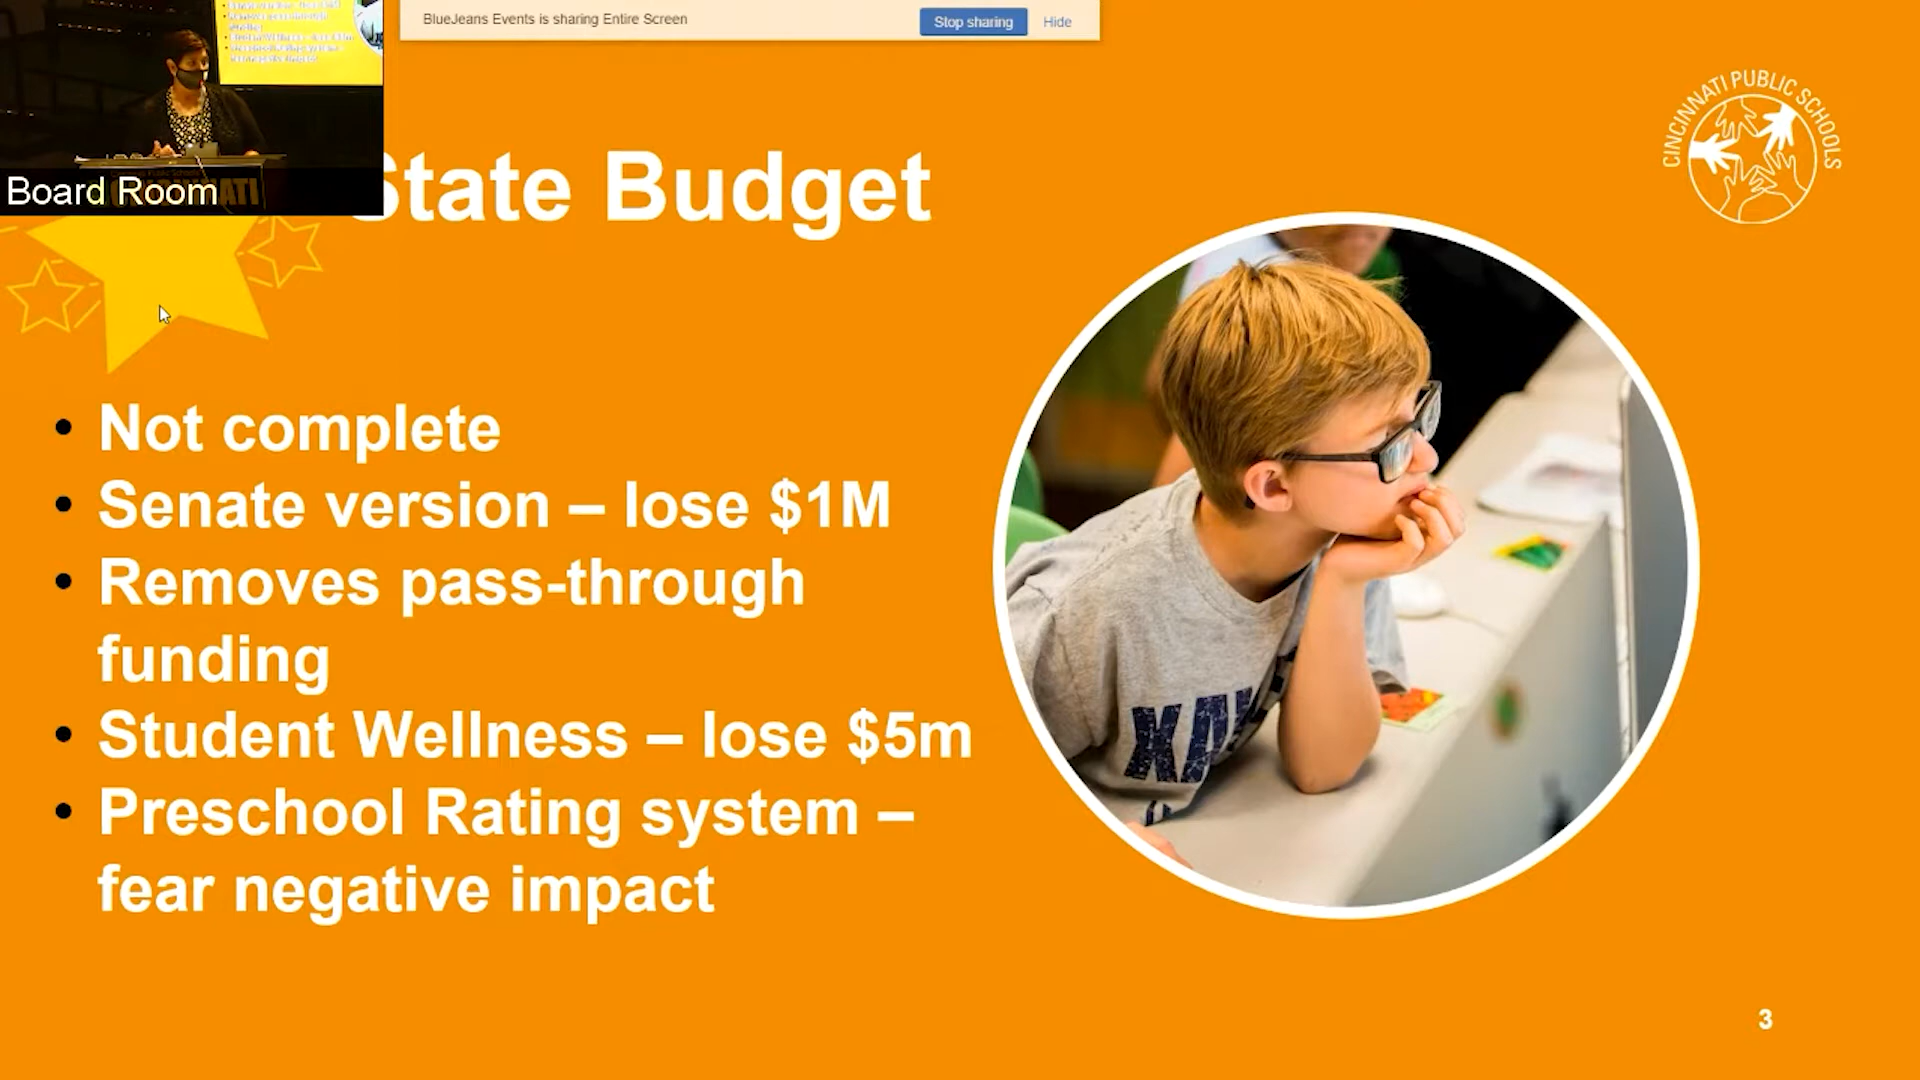 BlueJeans Events is sharing Entire Screen
Stop sharing
Hide
Board Room
CINCINNATI PUBLIC SCHOOLS
State Budget
• Not complete
• Senate version – lose $1M
• Removes pass-through
funding
• Student Wellness – lose $5m
• Preschool Rating system –
fear negative impact
XAV
3